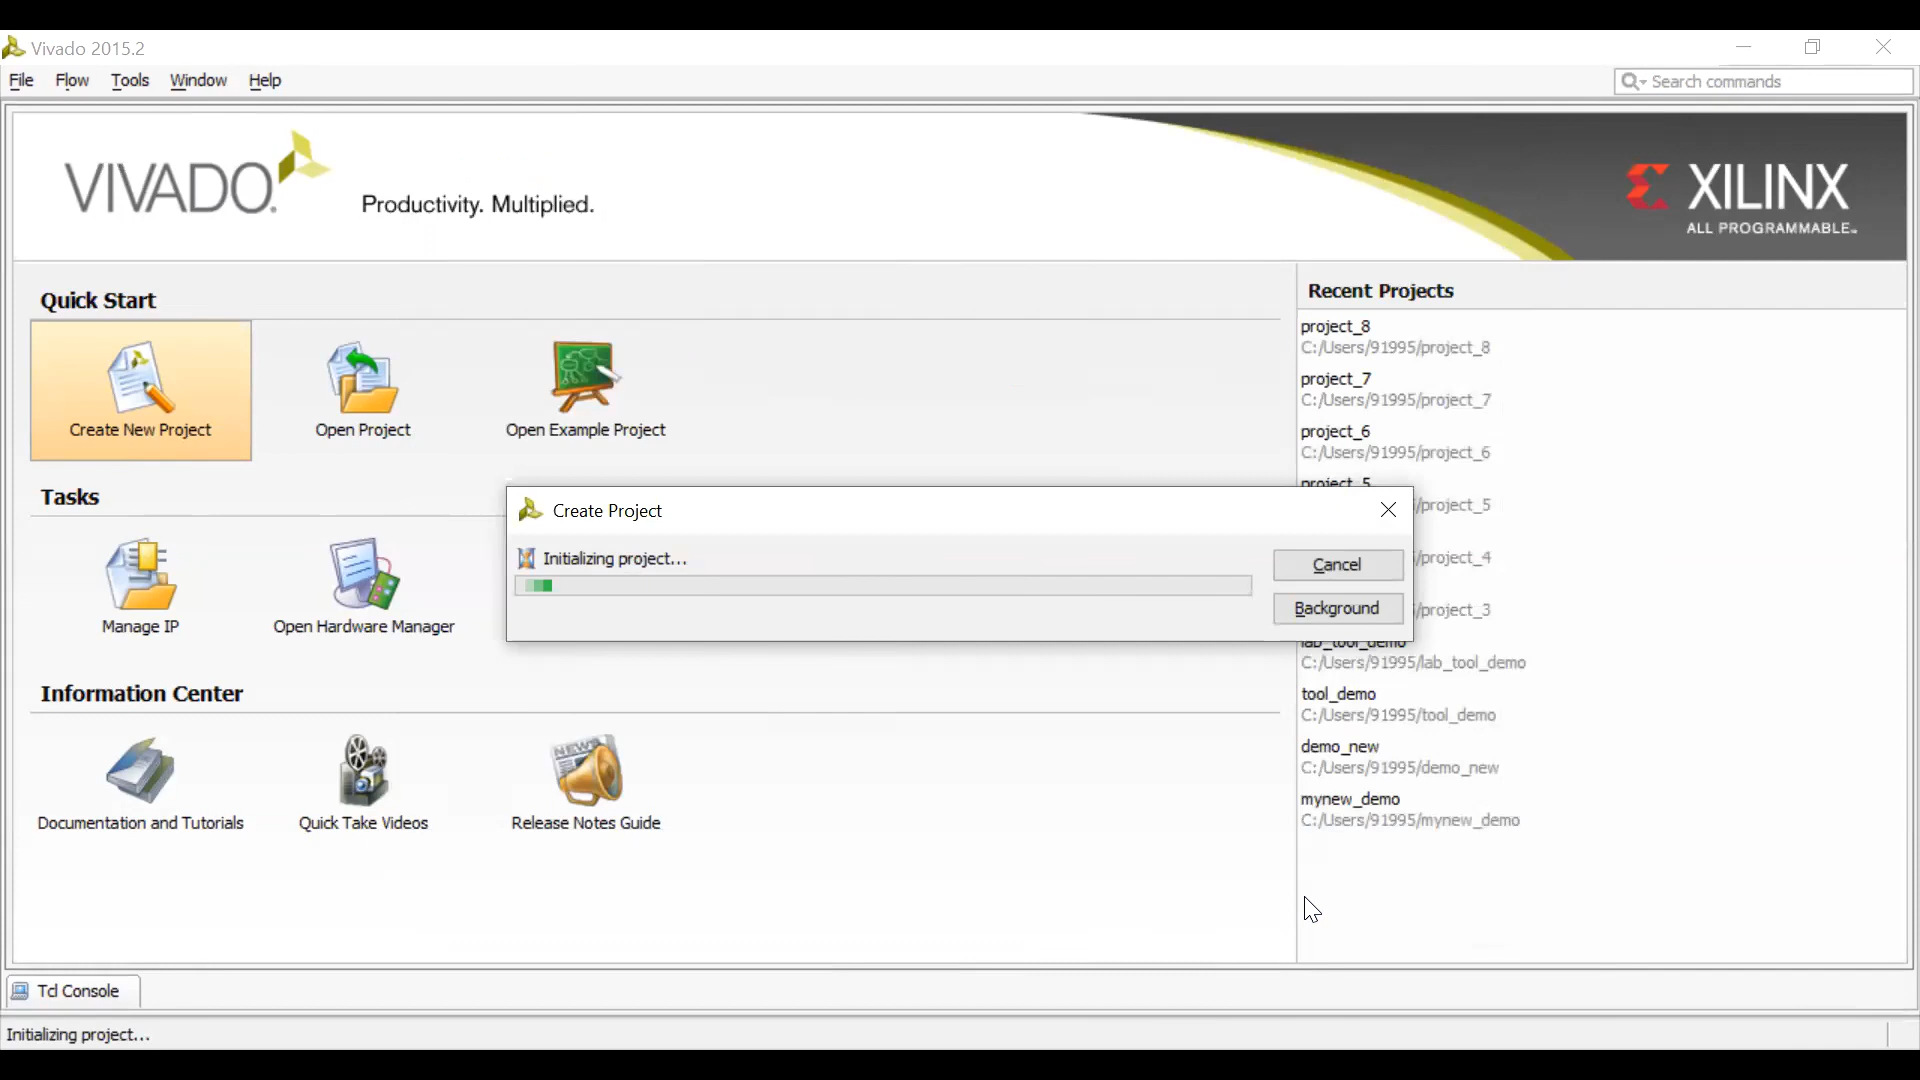 Vivado 2015.2
File Flow Tools Window Help
Search commands
VIVADO.
Productivity. Multiplied.
XILINX
ALL PROGRAMMABLE™
Quick Start
Create New Project
Open Project
Open Example Project
Tasks
Manage IP
Open Hardware Manager
Information Center
Documentation and Tutorials
Quick Take Videos
Release Notes Guide
Recent Projects
project_8
C:/Users/91995/project_8
project_7
C:/Users/91995/project_7
project_6
C:/Users/91995/project_6
project_5
/project_5
/project_4
/project_3
lab_tool_demo
C:/Users/91995/lab_tool_demo
tool_demo
C:/Users/91995/tool_demo
demo_new
C:/Users/91995/demo_new
mynew_demo
C:/Users/91995/mynew_demo
Create Project
Initializing project...
Cancel
Background
Tcl Console
Initializing project...